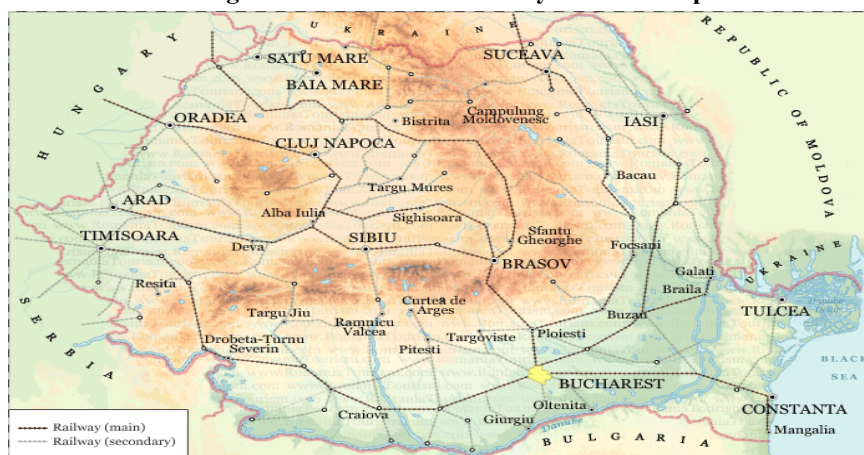 UKRAINE
SATU MARE
SUCEAVA
BAIA MARE
REPUBLIC OF MOLDOVA
HUNGARY
ORADEA
Bistrita
Campulung
Moldovenesc
IASI
CLUJ NAPOCA
Targu Mures
Bacau
ARAD
Alba Iulia
Sighisoara
TIMISOARA
Deva
SIBIU
Sfantu
Gheorghe
Focsani
BRASOV
UKRAINE
Resita
Galati
Braila
SERBIA
Targu Jiu
Curtea de
Arges
Ramnicu
Valcea
Buzau
TULCEA
Danube
Delta
Drobeta-Turnu
Severin
Pitesti
Targoviste
Ploiesti
BLACK
SEA
BUCHAREST
Craiova
Oltenita
Giurgiu
CONSTANTA
Mangalia
Danube
BULGARIA
Railway (main)
Railway (secondary)